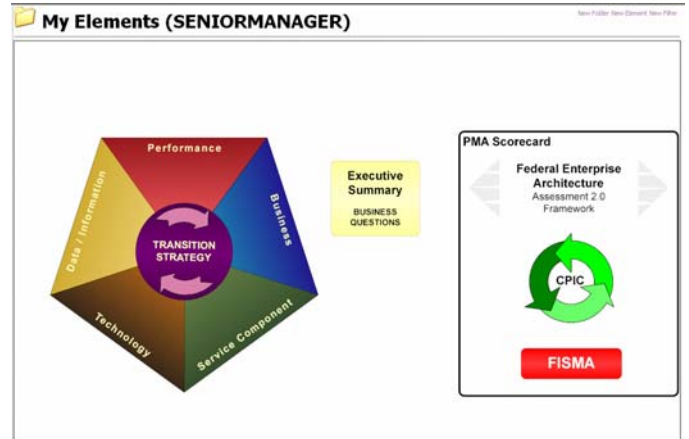 My Elements (SENIORMANAGER)
New Folder New Element New Filter
Performance
Data / Information
Business
TRANSITION
STRATEGY
Technology
Service Component
Executive
Summary
BUSINESS
QUESTIONS
PMA Scorecard
Federal Enterprise
Architecture
Assessment 2.0
Framework
CPIC
FISMA